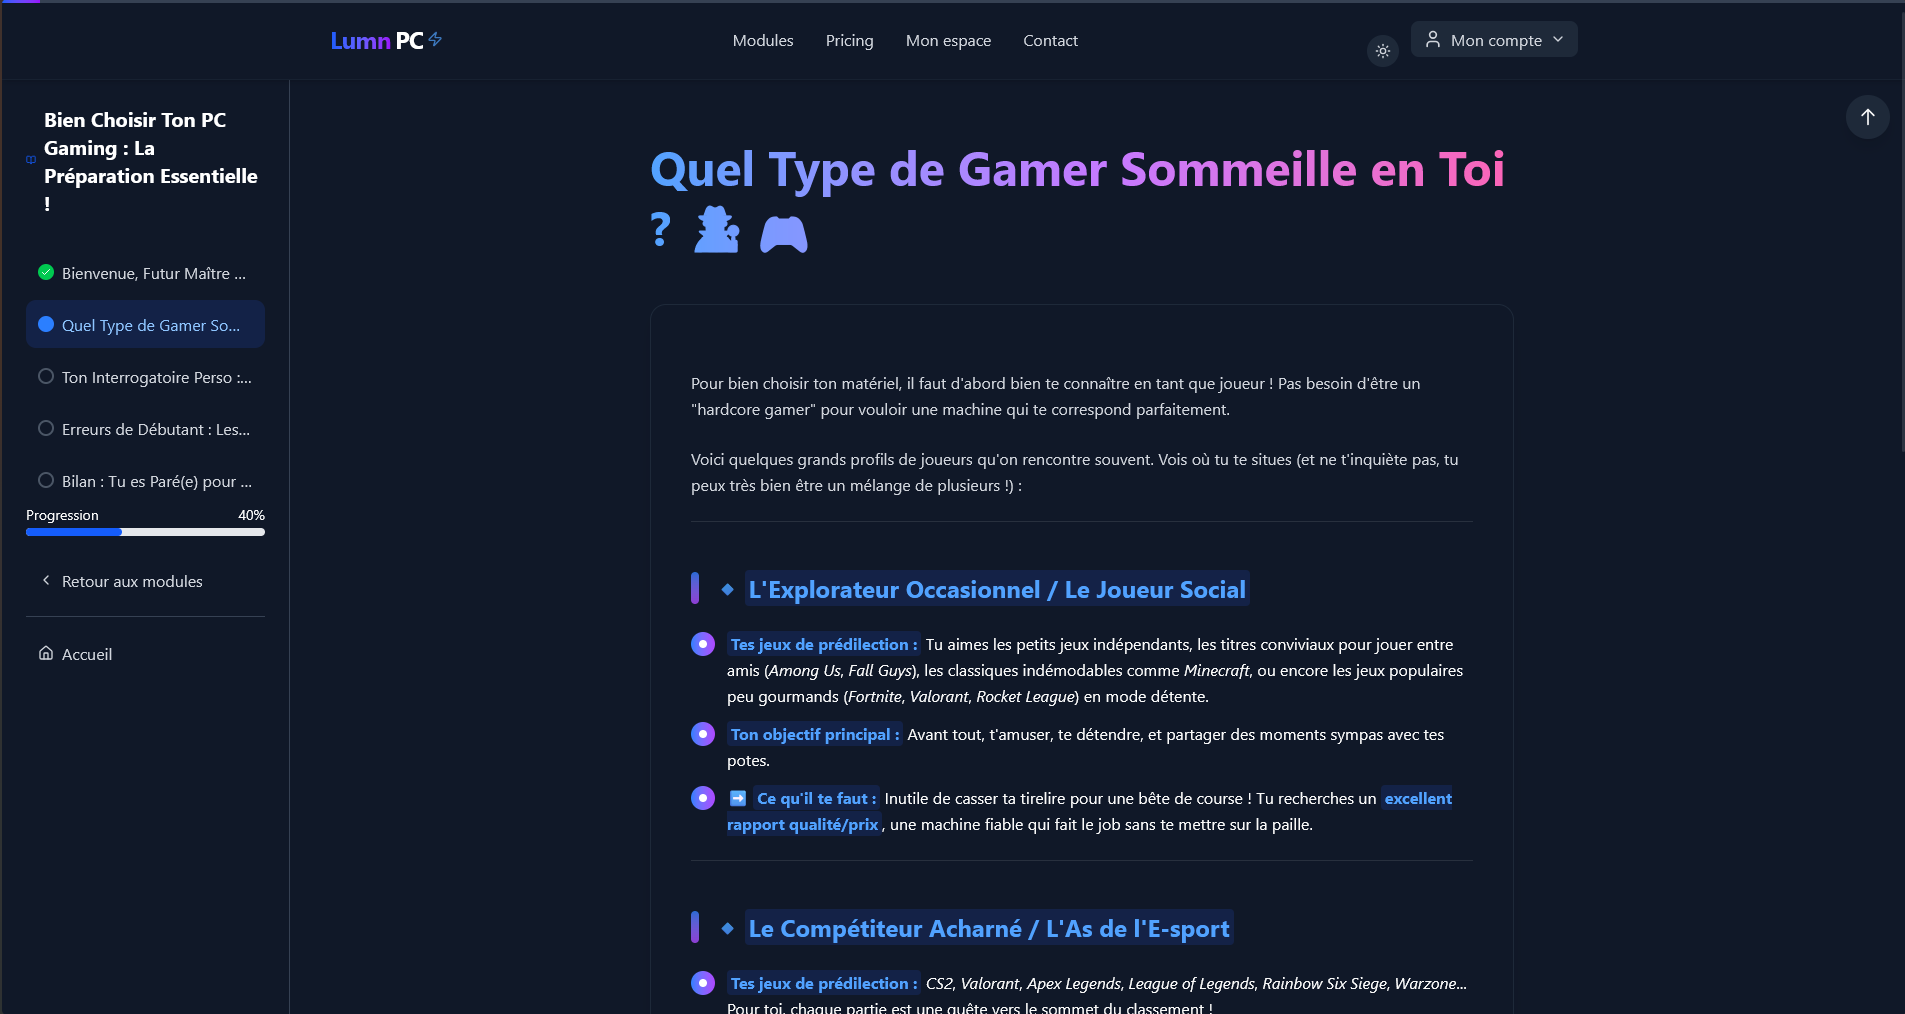 Lumn PC
Modules
Pricing
Mon espace
Contact
Mon compte
Bien Choisir Ton PC
Gaming : La
Préparation Essentielle
!
Bienvenue, Futur Maître ...
Quel Type de Gamer So...
Ton Interrogatoire Perso :...
Erreurs de Débutant : Les...
Bilan : Tu es Paré(e) pour ...
Progression 40%
Retour aux modules
Accueil
Quel Type de Gamer Sommeille en Toi
?
Pour bien choisir ton matériel, il faut d'abord bien te connaître en tant que joueur ! Pas besoin d'être un
"hardcore gamer" pour vouloir une machine qui te correspond parfaitement.
Voici quelques grands profils de joueurs qu'on rencontre souvent. Vois où tu te situes (et ne t'inquiète pas, tu
peux très bien être un mélange de plusieurs !) :
L'Explorateur Occasionnel / Le Joueur Social
Tes jeux de prédilection : Tu aimes les petits jeux indépendants, les titres conviviaux pour jouer entre
amis (Among Us, Fall Guys), les classiques indémodables comme Minecraft, ou encore les jeux populaires
peu gourmands (Fortnite, Valorant, Rocket League) en mode détente.
Ton objectif principal : Avant tout, t'amuser, te détendre, et partager des moments sympas avec tes
potes.
➡ Ce qu'il te faut : Inutile de casser ta tirelire pour une bête de course ! Tu recherches un excellent
rapport qualité/prix, une machine fiable qui fait le job sans te mettre sur la paille.
Le Compétiteur Acharné / L'As de l'E-sport
Tes jeux de prédilection : CS2, Valorant, Apex Legends, League of Legends, Rainbow Six Siege, Warzone...
Pour toi, chaque partie est une quête vers le sommet du classement !